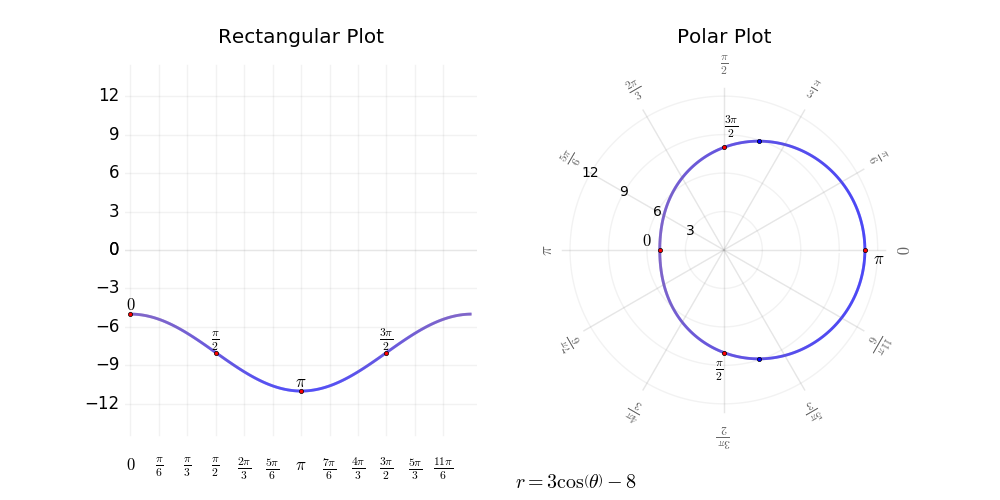 Rectangular Plot
12
9
6
3
0
−3
−6
−9
−12
0
π/2
π
3π/2
0 π/6 π/3 π/2 2π/3 5π/6 π 7π/6 4π/3 3π/2 5π/3 11π/6
Polar Plot
π/2
2π/3 π/3
5π/6 π/6
12
9
6
3
3π/2
0
π
π/2
π 0
7π/6 11π/6
4π/3 5π/3
3π/2
r = 3cos(θ) − 8